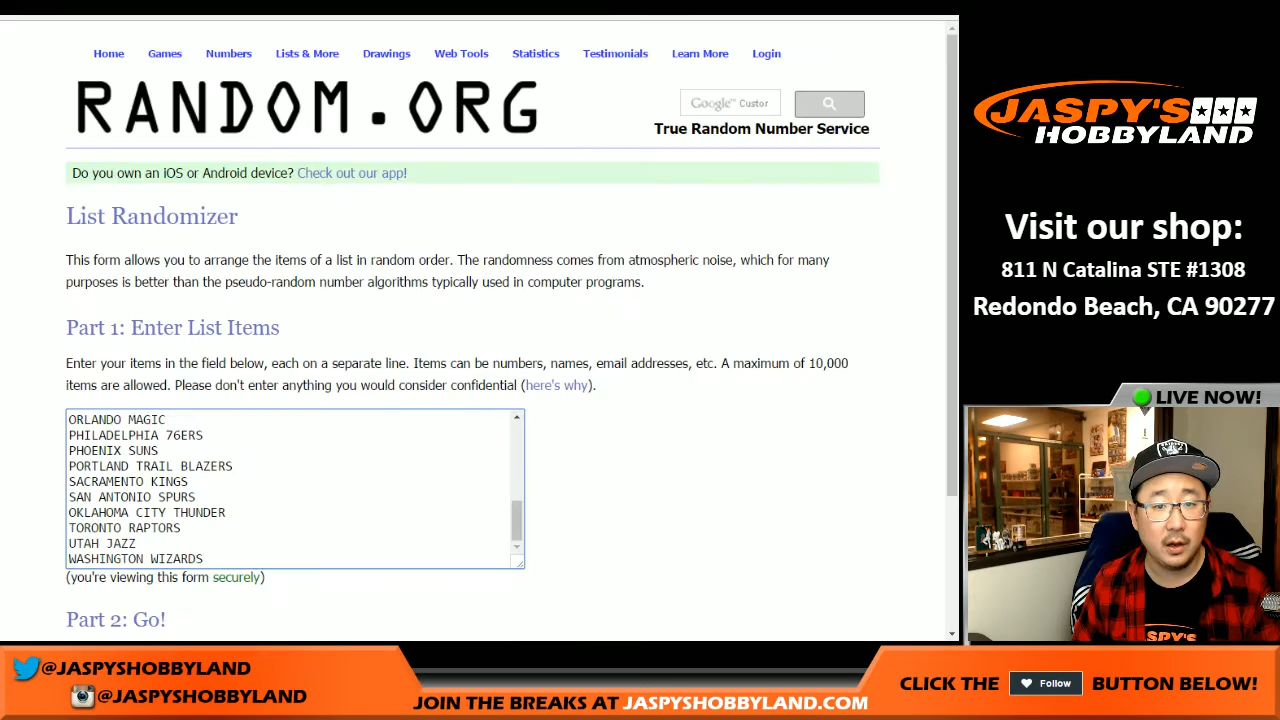 Home Games Numbers Lists & More Drawings Web Tools Statistics Testimonials Learn More Login
RANDOM.ORG
Google™ Custor
True Random Number Service
Do you own an iOS or Android device? Check out our app!
List Randomizer
This form allows you to arrange the items of a list in random order. The randomness comes from atmospheric noise, which for many
purposes is better than the pseudo-random number algorithms typically used in computer programs.
Part 1: Enter List Items
Enter your items in the field below, each on a separate line. Items can be numbers, names, email addresses, etc. A maximum of 10,000
items are allowed. Please don't enter anything you would consider confidential (here's why).
ORLANDO MAGIC
PHILADELPHIA 76ERS
PHOENIX SUNS
PORTLAND TRAIL BLAZERS
SACRAMENTO KINGS
SAN ANTONIO SPURS
OKLAHOMA CITY THUNDER
TORONTO RAPTORS
UTAH JAZZ
WASHINGTON WIZARDS
(you're viewing this form securely)
Part 2: Go!
JASPY'S
HOBBYLAND
Visit our shop:
811 N Catalina STE #1308
Redondo Beach, CA 90277
LIVE NOW!
JASPY'S
@JASPYSHOBBYLAND
@JASPYSHOBBYLAND
JOIN THE BREAKS AT JASPYSHOBBYLAND.COM
CLICK THE Follow BUTTON BELOW!